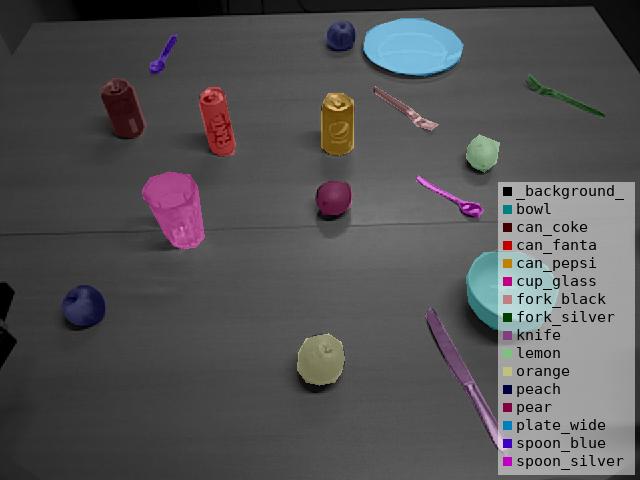 _background_
bowl
can_coke
can_fanta
can_pepsi
cup_glass
fork_black
fork_silver
knife
lemon
orange
peach
pear
plate_wide
spoon_blue
spoon_silver